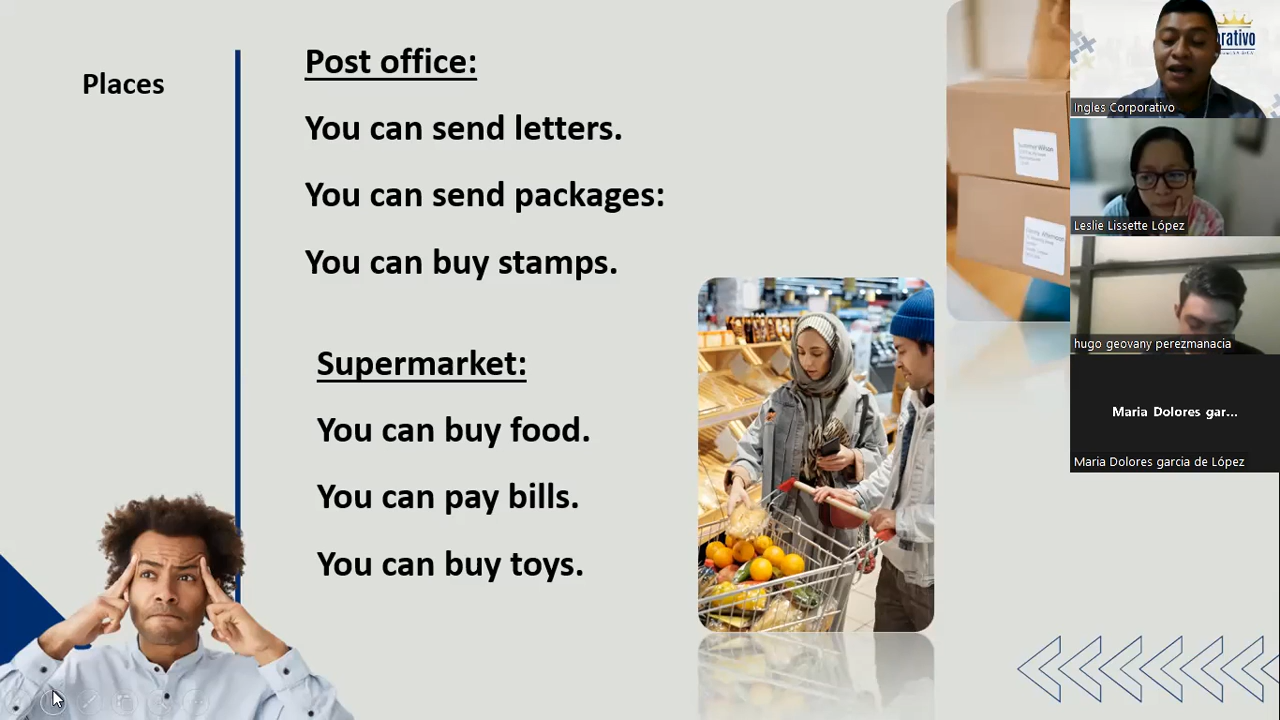 Places
Post office:
You can send letters.
You can send packages:
You can buy stamps.
Supermarket:
You can buy food.
You can pay bills.
You can buy toys.
Ingles Corporativo
Leslie Lissette López
hugo geovany perezmanacia
Maria Dolores gar...
Maria Dolores garcia de López